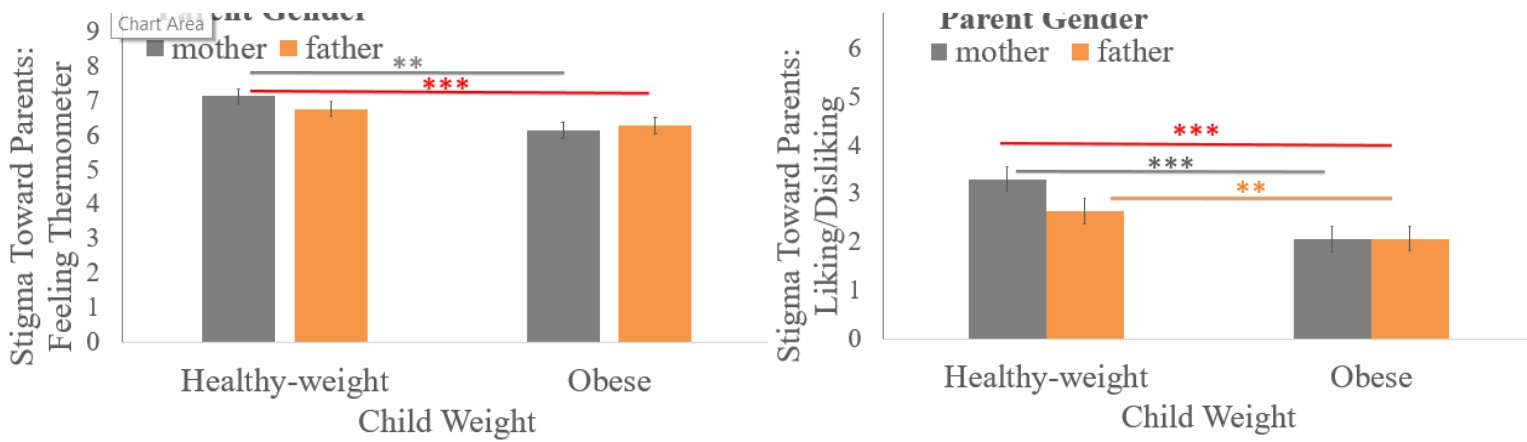 Parent Gender
Chart Area
mother father
**
***
9
8
7
6
5
4
3
2
1
0
Stigma Toward Parents:
Feeling Thermometer
Healthy-weight Obese
Child Weight
Parent Gender
mother father
***
***
**
6
5
4
3
2
1
0
Stigma Toward Parents:
Liking/Disliking
Healthy-weight Obese
Child Weight